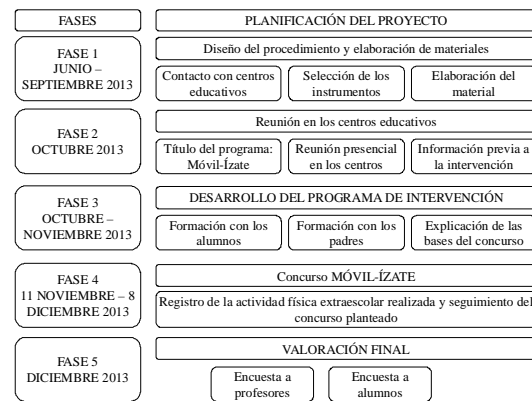 FASES
PLANIFICACIÓN DEL PROYECTO
FASE 1
JUNIO –
SEPTIEMBRE 2013
Diseño del procedimiento y elaboración de materiales
Contacto con centros
educativos
Selección de los
instrumentos
Elaboración del
material
FASE 2
OCTUBRE 2013
Reunión en los centros educativos
Título del programa:
Móvil-Ízate
Reunión presencial
en los centros
Información previa a
la intervención
FASE 3
OCTUBRE –
NOVIEMBRE 2013
DESARROLLO DEL PROGRAMA DE INTERVENCIÓN
Formación con los
alumnos
Formación con los
padres
Explicación de las
bases del concurso
FASE 4
11 NOVIEMBRE – 8
DICIEMBRE 2013
Concurso MÓVIL-ÍZATE
Registro de la actividad física extraescolar realizada y seguimiento del
concurso planteado
FASE 5
DICIEMBRE 2013
VALORACIÓN FINAL
Encuesta a
profesores
Encuesta a
alumnos